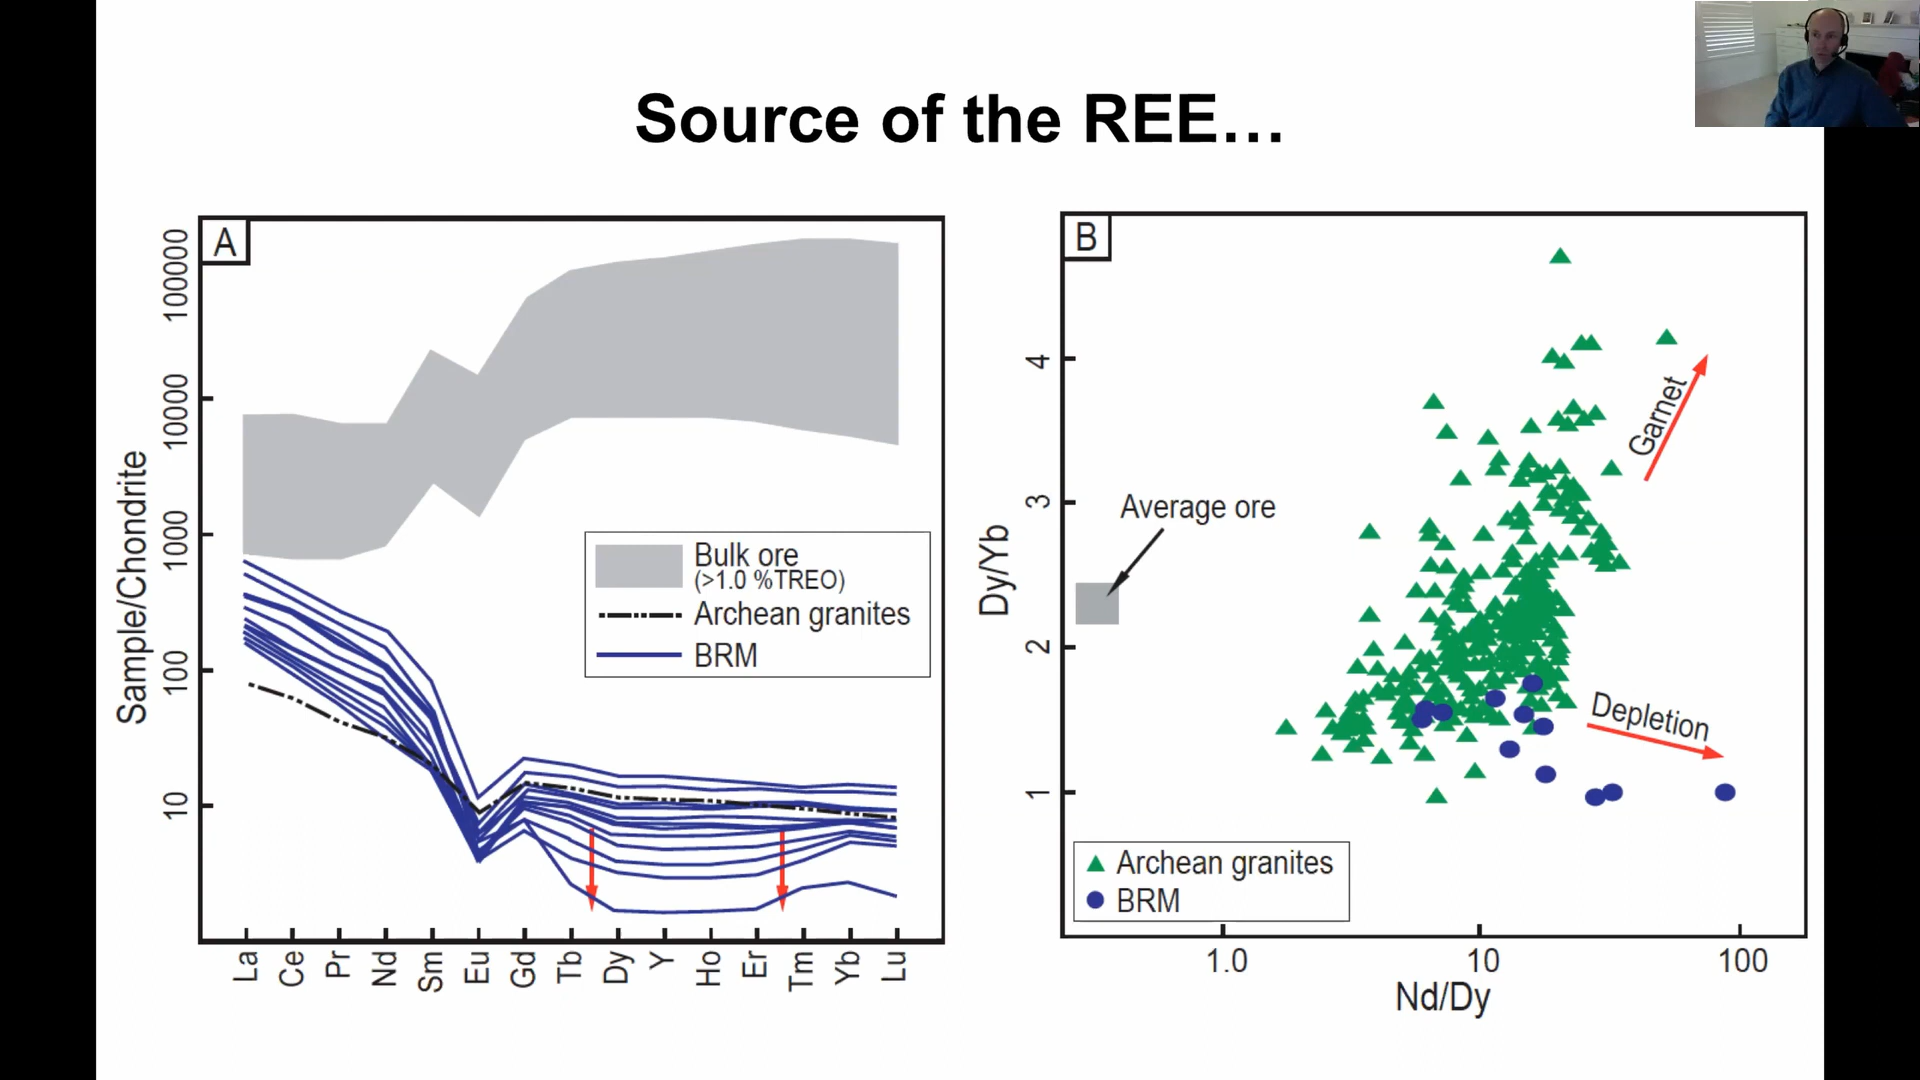 Source of the REE…
A
Sample/Chondrite
100000
10000
1000
100
10
Bulk ore
(>1.0 %TREO)
Archean granites
BRM
La Ce Pr Nd Sm Eu Gd Tb Dy Y Ho Er Tm Yb Lu
B
Dy/Yb
4
3
2
1
Garnet
Average ore
Depletion
Archean granites
BRM
1.0 10 100
Nd/Dy